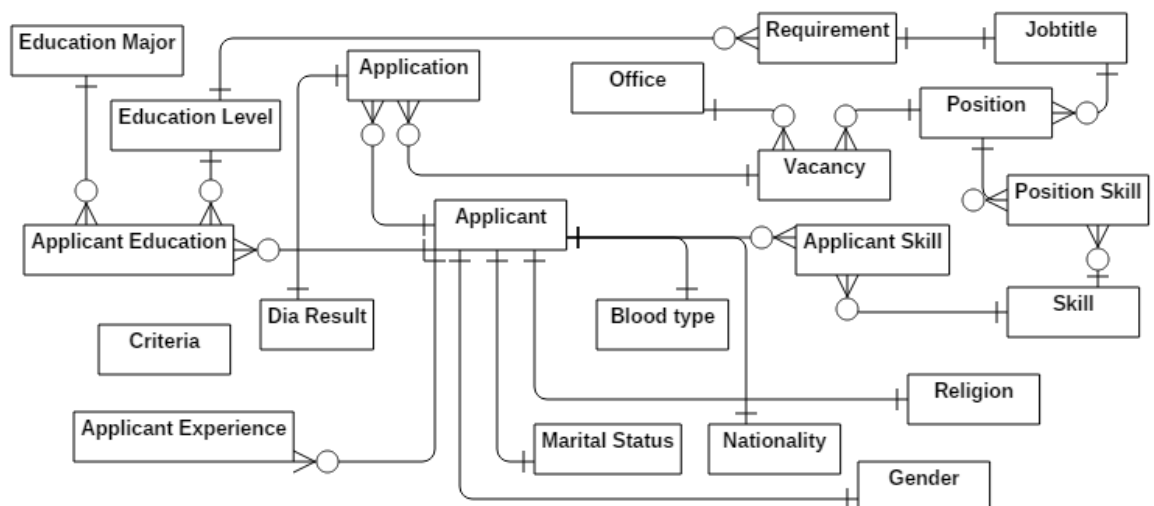 Education Major
Requirement
Jobtitle
Application
Office
Education Level
Position
Vacancy
Position Skill
Applicant
Applicant Education
Applicant Skill
Dia Result
Blood type
Skill
Criteria
Religion
Applicant Experience
Marital Status
Nationality
Gender